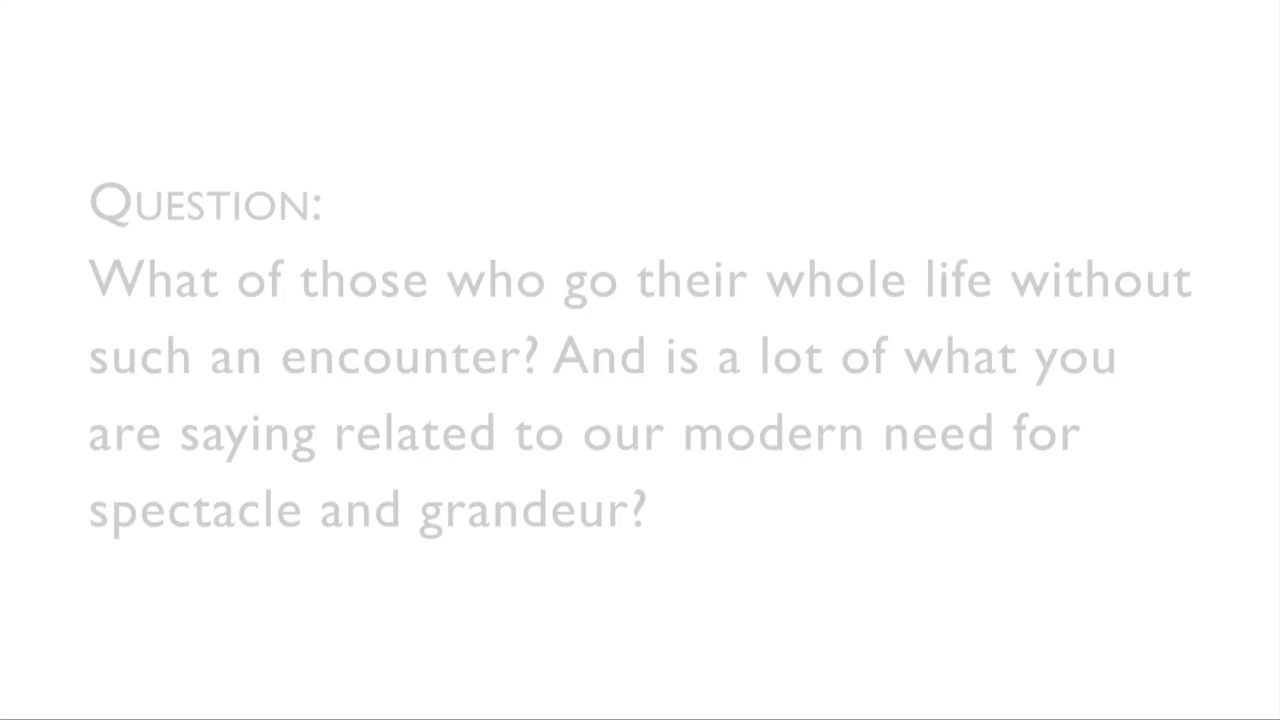 QUESTION:
What of those who go their whole life without
such an encounter? And is a lot of what you
are saying related to our modern need for
spectacle and grandeur?